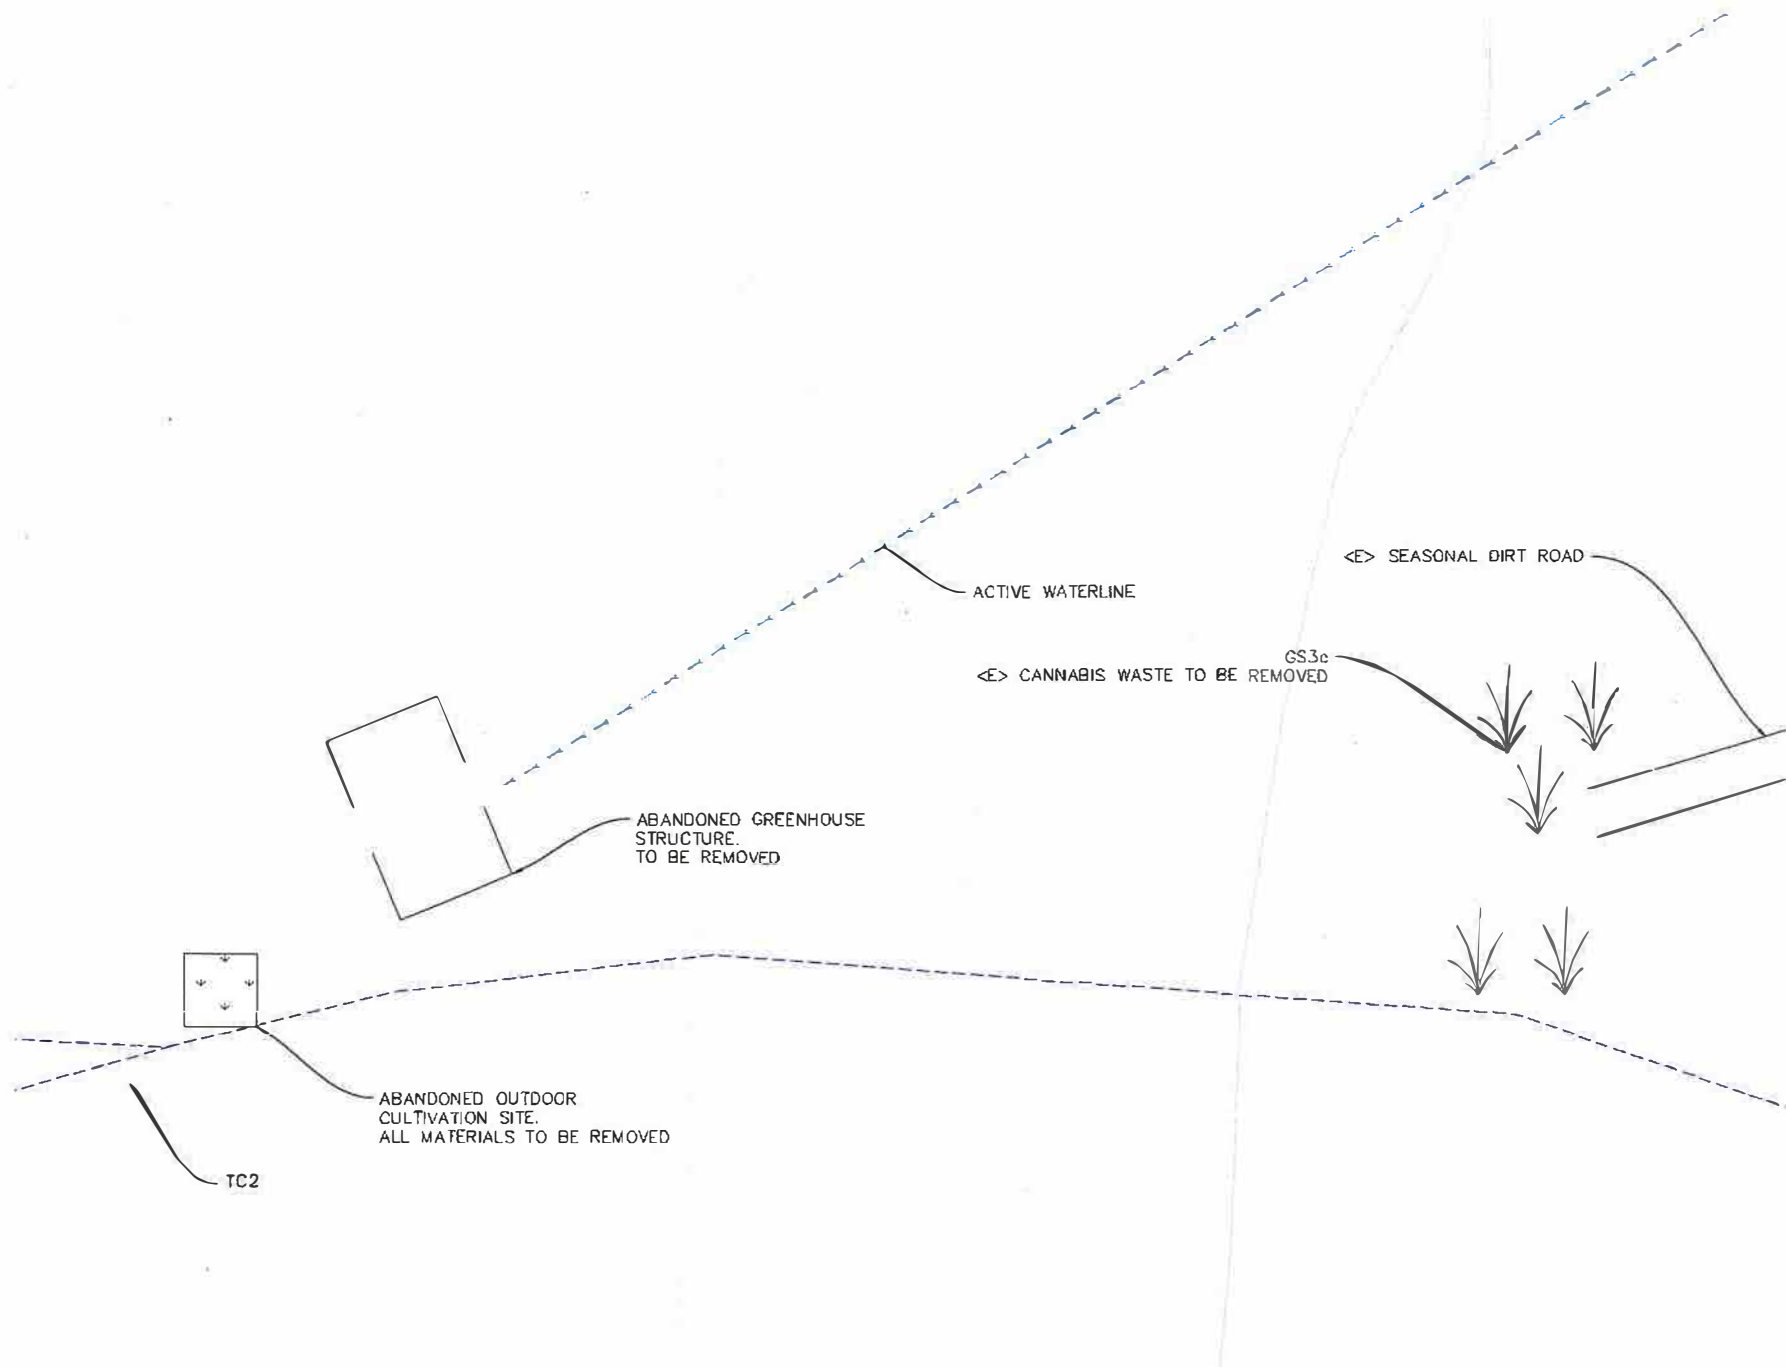 <E> SEASONAL DIRT ROAD
ACTIVE WATERLINE
GS3c
<E> CANNABIS WASTE TO BE REMOVED
ABANDONED GREENHOUSE
STRUCTURE.
TO BE REMOVED
ABANDONED OUTDOOR
CULTIVATION SITE.
ALL MATERIALS TO BE REMOVED
TC2